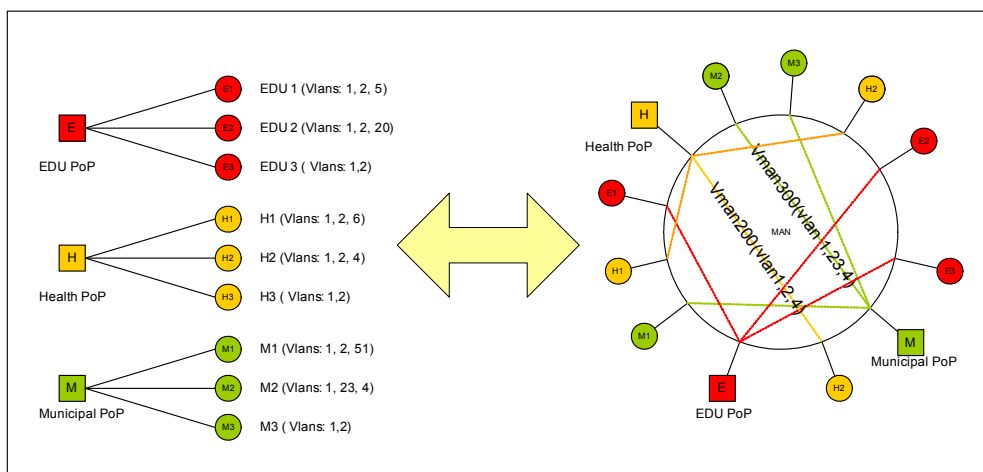 E
EDU PoP
E1
EDU 1 (Vlans: 1, 2, 5)
E2
EDU 2 (Vlans: 1, 2, 20)
E3
EDU 3 ( Vlans: 1,2)
H
Health PoP
H1
H1 (Vlans: 1, 2, 6)
H2
H2 (Vlans: 1, 2, 4)
H3
H3 ( Vlans: 1,2)
M
Municipal PoP
M1
M1 (Vlans: 1, 2, 51)
M2
M2 (Vlans: 1, 23, 4)
M3
M3 ( Vlans: 1,2)
M3
M2
H2
H
Health PoP
E2
E1
Vman300(vlan 1,23,4)
Vman200(vlan1,2,4)
MAN
H1
E3
M1
M
Municipal PoP
E
EDU PoP
H2